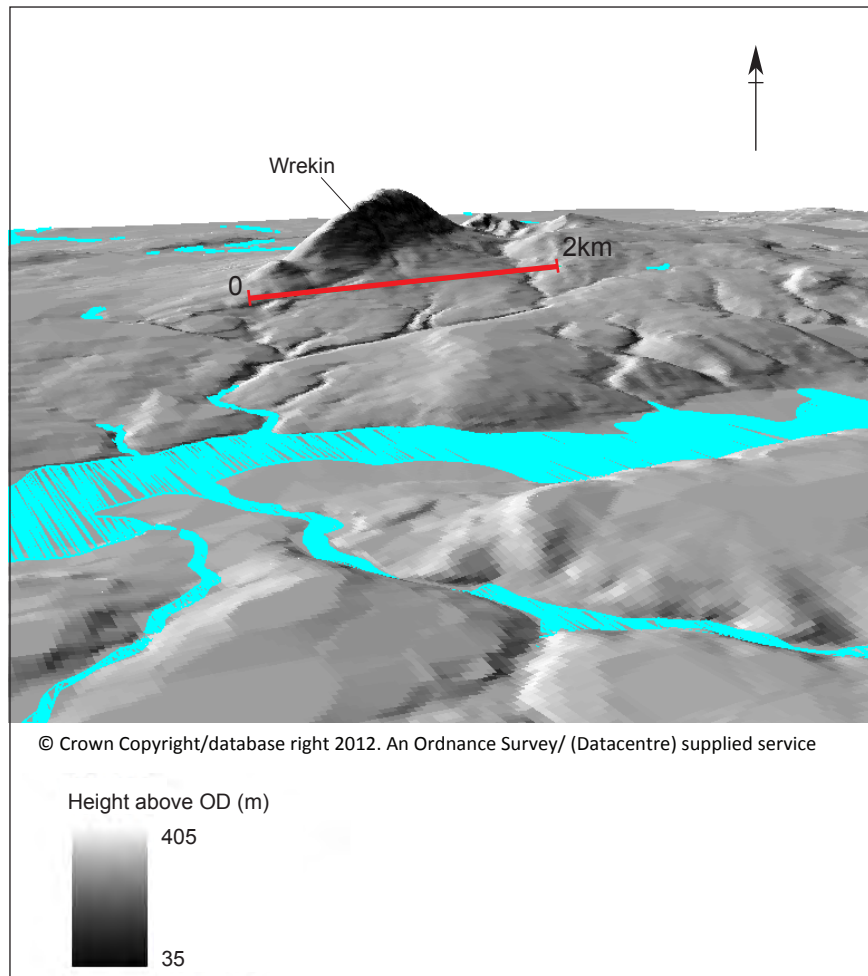 Wrekin
0
2km
© Crown Copyright/database right 2012. An Ordnance Survey/ (Datacentre) supplied service
Height above OD (m)
405
35